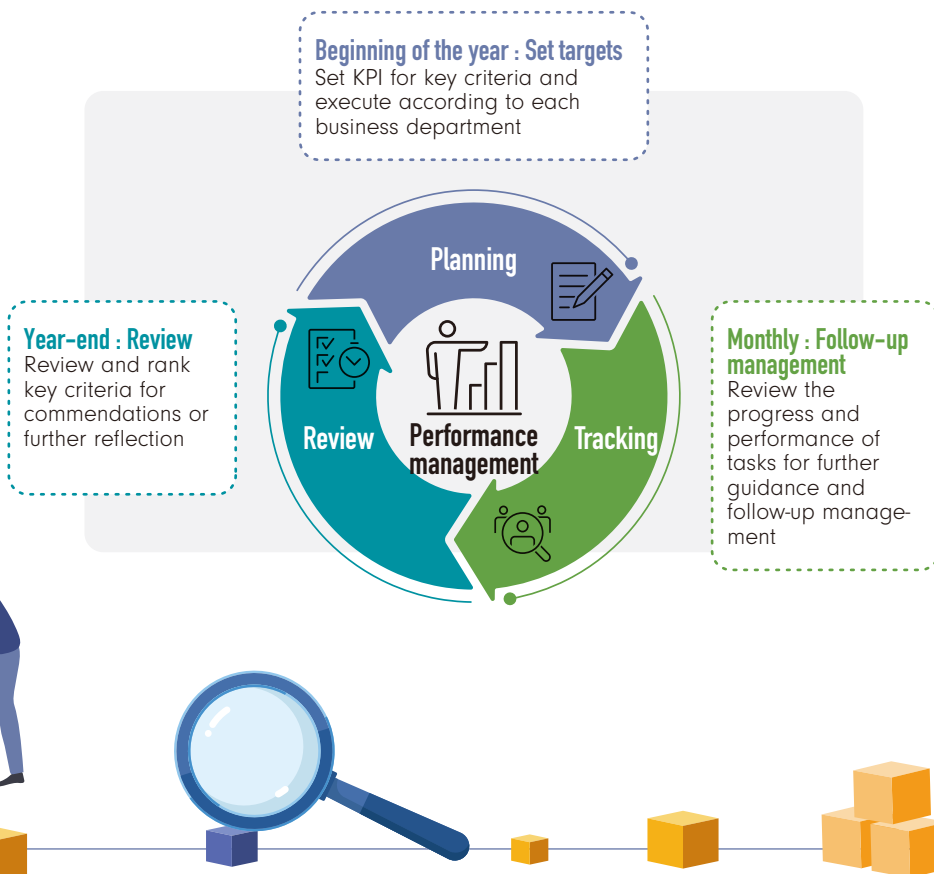 Beginning of the year : Set targets
Set KPI for key criteria and
execute according to each
business department
Planning
Year-end : Review
Review and rank
key criteria for
commendations or
further reflection
Review
Performance
management
Tracking
Monthly : Follow-up
management
Review the
progress and
performance of
tasks for further
guidance and
follow-up manage-
ment